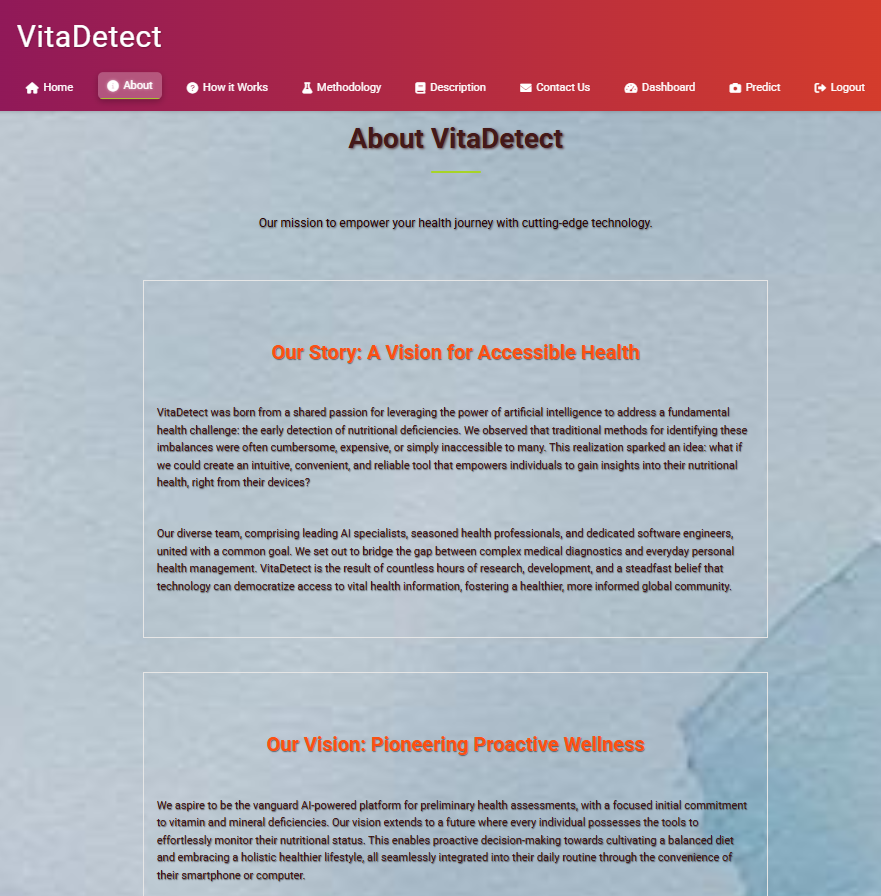 VitaDetect
Home About How it Works Methodology Description Contact Us Dashboard Predict Logout
About VitaDetect
Our mission to empower your health journey with cutting-edge technology.
Our Story: A Vision for Accessible Health
VitaDetect was born from a shared passion for leveraging the power of artificial intelligence to address a fundamental
health challenge: the early detection of nutritional deficiencies. We observed that traditional methods for identifying these
imbalances were often cumbersome, expensive, or simply inaccessible to many. This realization sparked an idea: what if
we could create an intuitive, convenient, and reliable tool that empowers individuals to gain insights into their nutritional
health, right from their devices?
Our diverse team, comprising leading AI specialists, seasoned health professionals, and dedicated software engineers,
united with a common goal. We set out to bridge the gap between complex medical diagnostics and everyday personal
health management. VitaDetect is the result of countless hours of research, development, and a steadfast belief that
technology can democratize access to vital health information, fostering a healthier, more informed global community.
Our Vision: Pioneering Proactive Wellness
We aspire to be the vanguard AI-powered platform for preliminary health assessments, with a focused initial commitment
to vitamin and mineral deficiencies. Our vision extends to a future where every individual possesses the tools to
effortlessly monitor their nutritional status. This enables proactive decision-making towards cultivating a balanced diet
and embracing a holistic healthier lifestyle, all seamlessly integrated into their daily routine through the convenience of
their smartphone or computer.